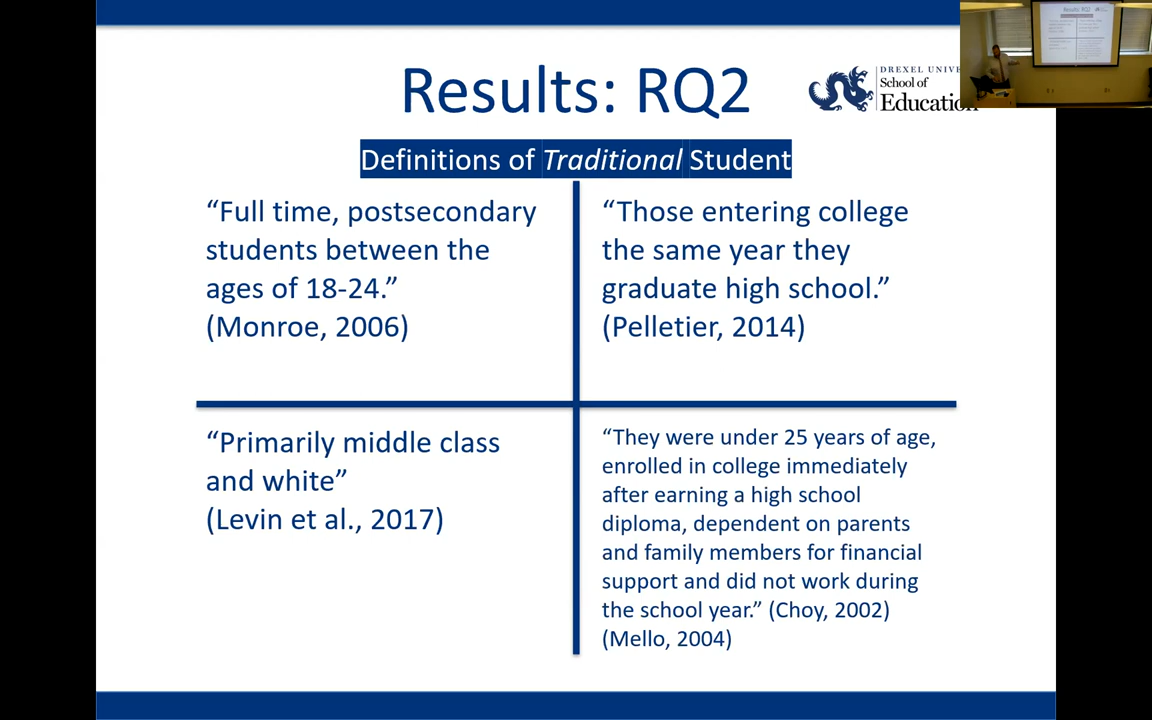 Results: RQ2
DREXEL UNIV
School of
Education
Definitions of Traditional Student
“Full time, postsecondary
students between the
ages of 18-24.”
(Monroe, 2006)
“Those entering college
the same year they
graduate high school.”
(Pelletier, 2014)
“Primarily middle class
and white”
(Levin et al., 2017)
“They were under 25 years of age,
enrolled in college immediately
after earning a high school
diploma, dependent on parents
and family members for financial
support and did not work during
the school year.” (Choy, 2002)
(Mello, 2004)
Results: RQ2